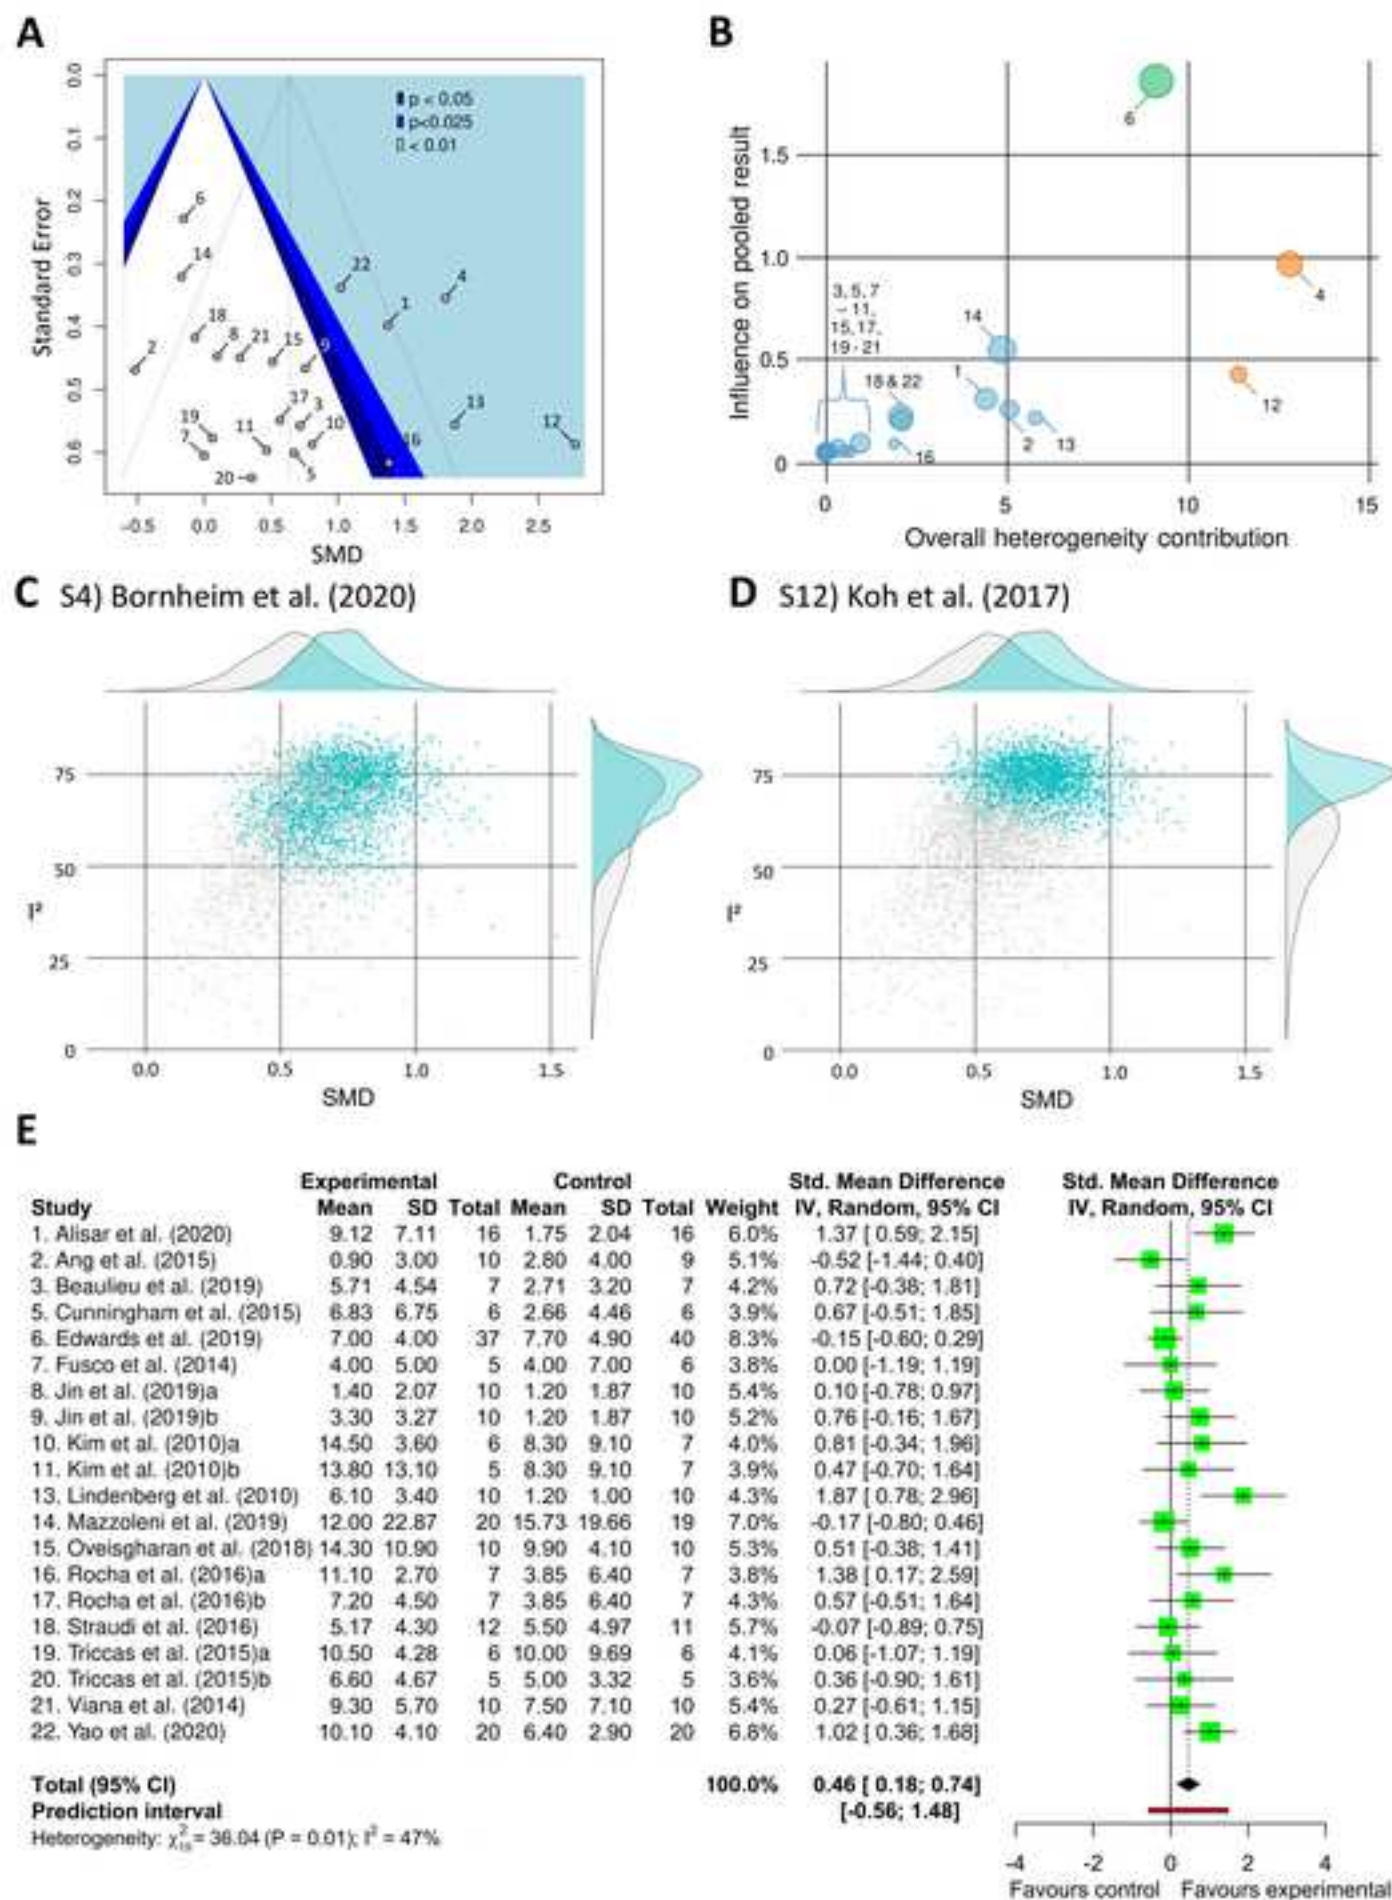 A
Standard Error
0.0
0.1
0.2
0.3
0.4
0.5
0.6
p < 0.05
p<0.025
< 0.01
6
14
22
4
1
18
8
21
15
9
2
17
3
13
12
19
11
10
16
7
5
20
-0.5 0.0 0.5 1.0 1.5 2.0 2.5
SMD
B
Influence on pooled result
1.5
1.0
0.5
0
6
4
3, 5, 7
- 11,
15, 17,
19 - 21
14
1
18 & 22
12
2
13
16
0 5 10 15
Overall heterogeneity contribution
C S4) Bornheim et al. (2020)
75
50
I²
25
0
0.0 0.5 1.0 1.5
SMD
D S12) Koh et al. (2017)
75
50
I²
25
0
0.0 0.5 1.0 1.5
SMD
E
Experimental Control Std. Mean Difference Std. Mean Difference
Study Mean SD Total Mean SD Total Weight IV, Random, 95% CI IV, Random, 95% CI
1. Alisar et al. (2020) 9.12 7.11 16 1.75 2.04 16 6.0% 1.37 [ 0.59; 2.15]
2. Ang et al. (2015) 0.90 3.00 10 2.80 4.00 9 5.1% -0.52 [-1.44; 0.40]
3. Beaulieu et al. (2019) 5.71 4.54 7 2.71 3.20 7 4.2% 0.72 [-0.38; 1.81]
5. Cunningham et al. (2015) 6.83 6.75 6 2.66 4.46 6 3.9% 0.67 [-0.51; 1.85]
6. Edwards et al. (2019) 7.00 4.00 37 7.70 4.90 40 8.3% -0.15 [-0.60; 0.29]
7. Fusco et al. (2014) 4.00 5.00 5 4.00 7.00 6 3.8% 0.00 [-1.19; 1.19]
8. Jin et al. (2019)a 1.40 2.07 10 1.20 1.87 10 5.4% 0.10 [-0.78; 0.97]
9. Jin et al. (2019)b 3.30 3.27 10 1.20 1.87 10 5.2% 0.76 [-0.16; 1.67]
10. Kim et al. (2010)a 14.50 3.60 6 8.30 9.10 7 4.0% 0.81 [-0.34; 1.96]
11. Kim et al. (2010)b 13.80 13.10 5 8.30 9.10 7 3.9% 0.47 [-0.70; 1.64]
13. Lindenberg et al. (2010) 6.10 3.40 10 1.20 1.00 10 4.3% 1.87 [ 0.78; 2.96]
14. Mazzoleni et al. (2019) 12.00 22.87 20 15.73 19.66 19 7.0% -0.17 [-0.80; 0.46]
15. Oveisgharan et al. (2018) 14.30 10.90 10 9.90 4.10 10 5.3% 0.51 [-0.38; 1.41]
16. Rocha et al. (2016)a 11.10 2.70 7 3.85 6.40 7 3.8% 1.38 [ 0.17; 2.59]
17. Rocha et al. (2016)b 7.20 4.50 7 3.85 6.40 7 4.3% 0.57 [-0.51; 1.64]
18. Straudi et al. (2016) 5.17 4.30 12 5.50 4.97 11 5.7% -0.07 [-0.89; 0.75]
19. Triccas et al. (2015)a 10.50 4.28 6 10.00 9.69 6 4.1% 0.06 [-1.07; 1.19]
20. Triccas et al. (2015)b 6.60 4.67 5 5.00 3.32 5 3.6% 0.36 [-0.90; 1.61]
21. Viana et al. (2014) 9.30 5.70 10 7.50 7.10 10 5.4% 0.27 [-0.61; 1.15]
22. Yao et al. (2020) 10.10 4.10 20 6.40 2.90 20 6.8% 1.02 [ 0.36; 1.68]
Total (95% CI) 100.0% 0.46 [ 0.18; 0.74]
Prediction interval [-0.56; 1.48]
Heterogeneity: χ²₁₉ = 36.04 (P = 0.01); I² = 47%
-4 -2 0 2 4
Favours control Favours experimental